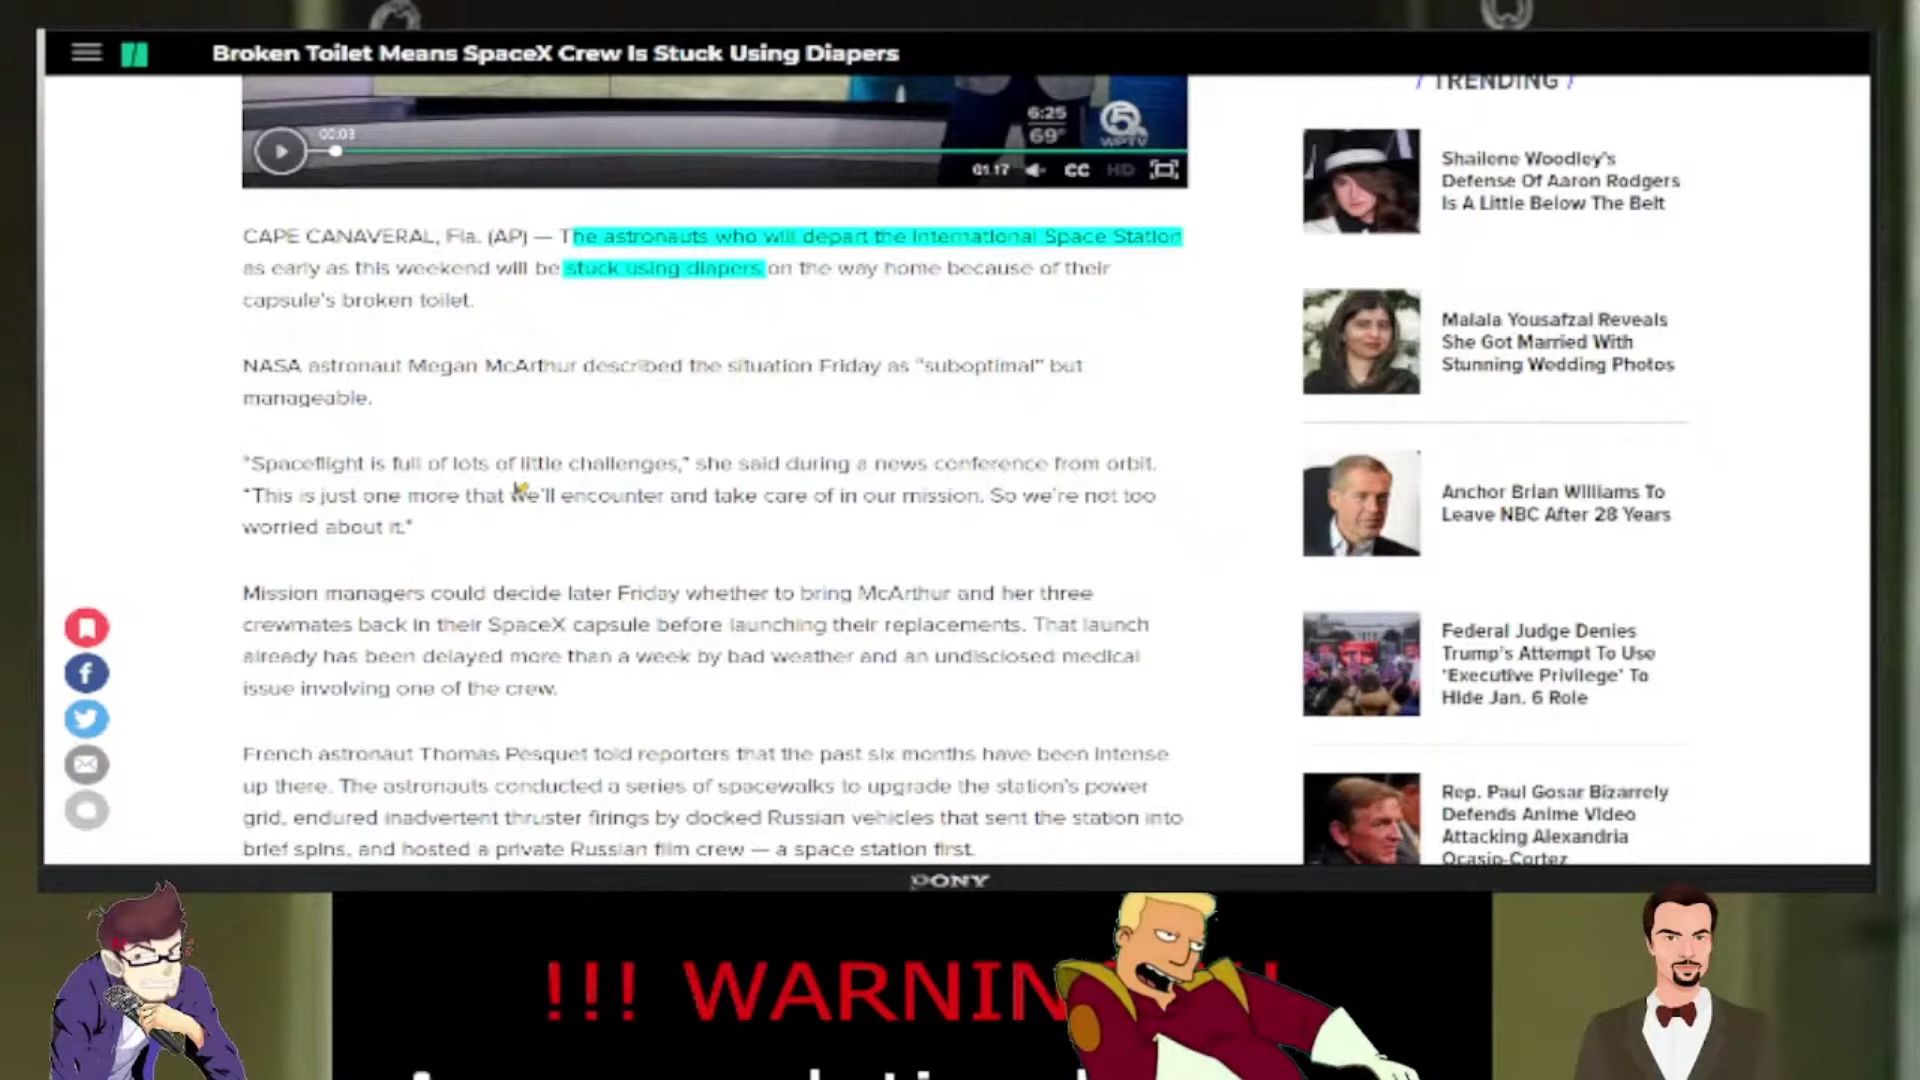 Broken Toilet Means SpaceX Crew Is Stuck Using Diapers
TRENDING
00:03
6:25
69°
5
WPTV
01:17
CC
HD
CAPE CANAVERAL, Fla. (AP) — The astronauts who will depart the International Space Station
as early as this weekend will be stuck using diapers on the way home because of their
capsule's broken toilet.
NASA astronaut Megan McArthur described the situation Friday as "suboptimal" but
manageable.
"Spaceflight is full of lots of little challenges," she said during a news conference from orbit.
"This is just one more that we'll encounter and take care of in our mission. So we're not too
worried about it."
Mission managers could decide later Friday whether to bring McArthur and her three
crewmates back in their SpaceX capsule before launching their replacements. That launch
already has been delayed more than a week by bad weather and an undisclosed medical
issue involving one of the crew.
French astronaut Thomas Pesquet told reporters that the past six months have been intense
up there. The astronauts conducted a series of spacewalks to upgrade the station's power
grid, endured inadvertent thruster firings by docked Russian vehicles that sent the station into
brief spins, and hosted a private Russian film crew — a space station first.
Shailene Woodley's
Defense Of Aaron Rodgers
Is A Little Below The Belt
Malala Yousafzai Reveals
She Got Married With
Stunning Wedding Photos
Anchor Brian Williams To
Leave NBC After 28 Years
Federal Judge Denies
Trump's Attempt To Use
'Executive Privilege' To
Hide Jan. 6 Role
Rep. Paul Gosar Bizarrely
Defends Anime Video
Attacking Alexandria
Ocasio-Cortez
PONY
!!! WARNIN